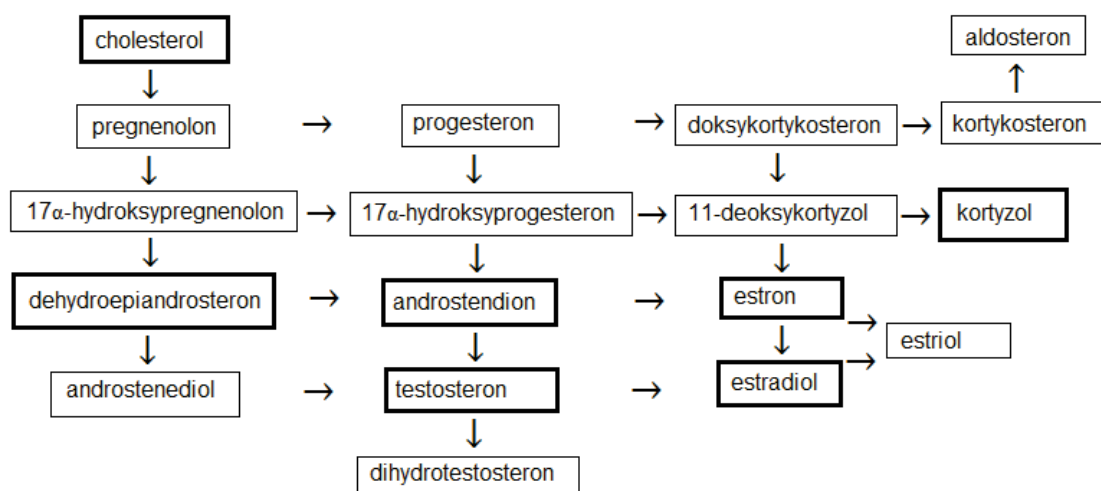 cholesterol
aldosteron
pregnenolon
progesteron
doksykortykosteron
kortykosteron
17α-hydroksypregnenolon
17α-hydroksyprogesteron
11-deoksykortyzol
kortyzol
dehydroepiandrosteron
androstendion
estron
estriol
androstenediol
testosteron
estradiol
dihydrotestosteron